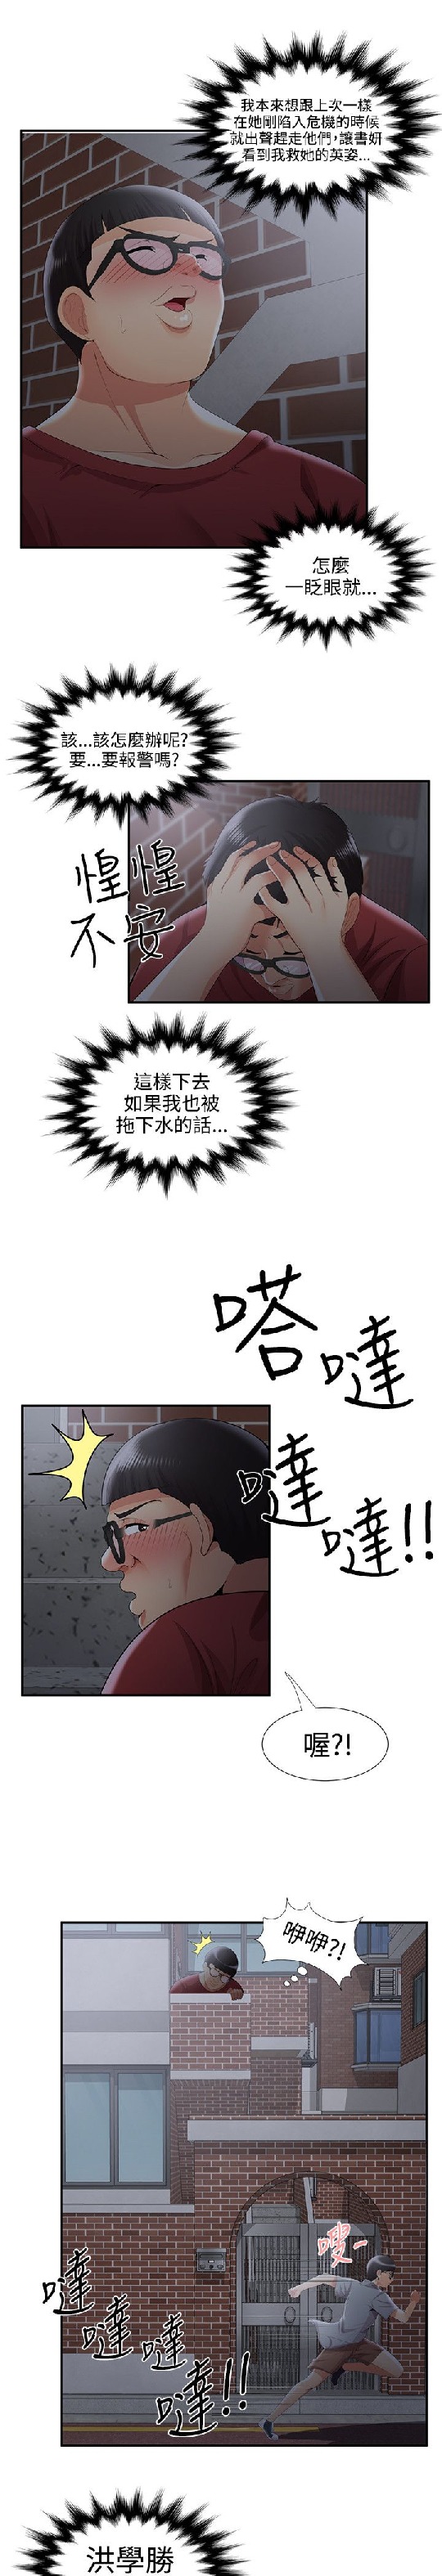 我本來想跟上次一樣
在她剛陷入危機的時候
就出聲趕走他們，讓書妍
看到我救她的英姿...
怎麼
一眨眼就...
該...該怎麼辦呢?
要...要報警嗎?
惶惶
不安
這樣下去
如果我也被
拖下水的話...
嗒
噠
噠
噠!!
喔?!
咿咿?!
嗖~
噠
噠
噠
噠!!
洪學勝